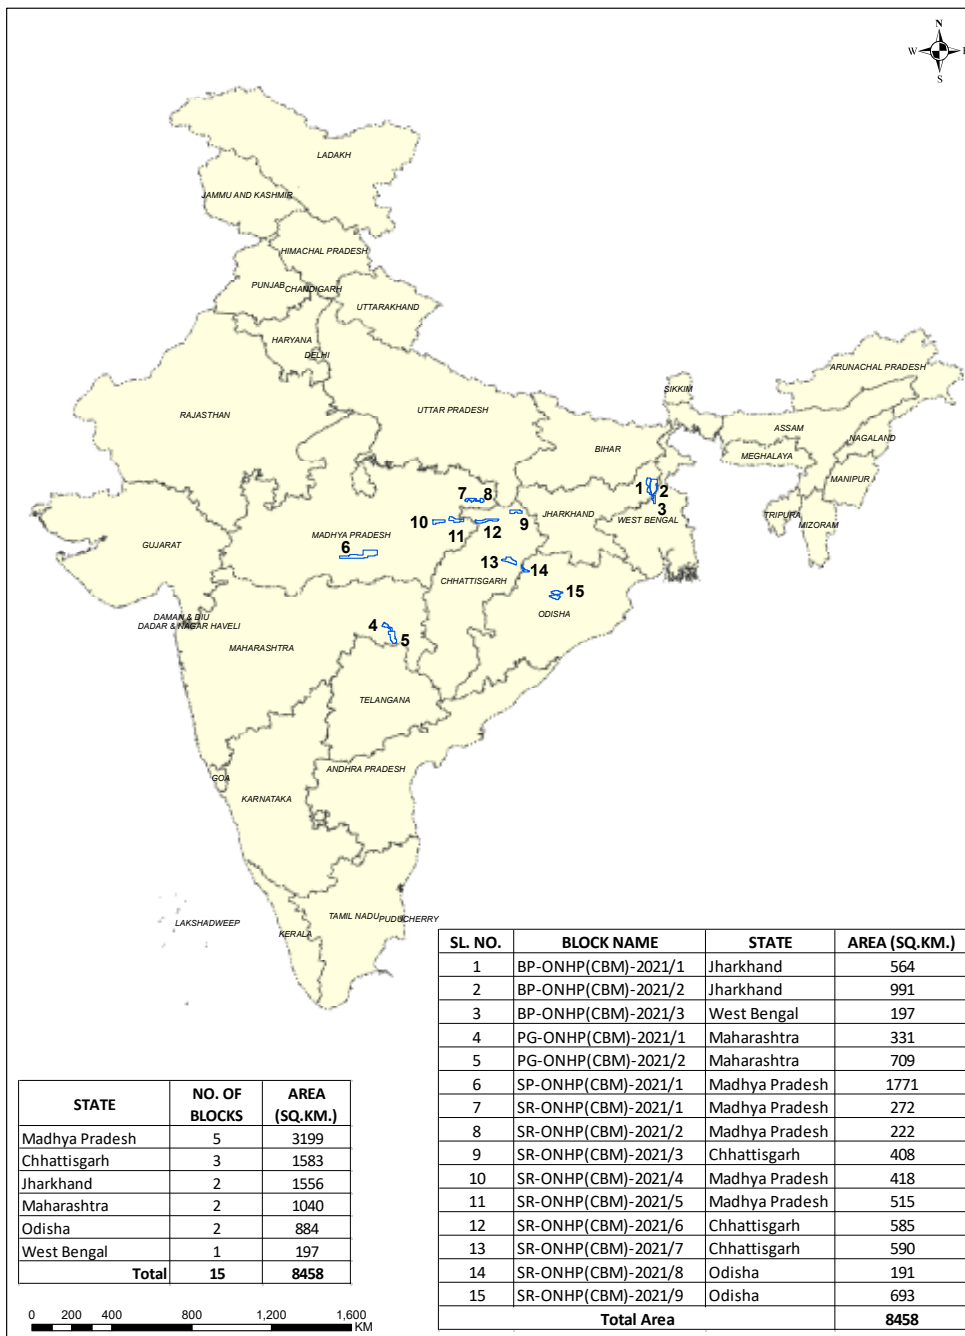 N
W E
S
LADAKH
JAMMU AND KASHMIR
HIMACHAL PRADESH
PUNJAB
CHANDIGARH
UTTARAKHAND
HARYANA
DELHI
ARUNACHAL PRADESH
SIKKIM
RAJASTHAN
UTTAR PRADESH
ASSAM
NAGALAND
BIHAR
MEGHALAYA
MANIPUR
1
2
7
8
3
TRIPURA
MIZORAM
JHARKHAND
WEST BENGAL
10
11
12
9
MADHYA PRADESH
GUJARAT
6
13
14
CHHATTISGARH
15
ODISHA
DAMAN & DIU
DADAR & NAGAR HAVELI
4
5
MAHARASHTRA
TELANGANA
ANDHRA PRADESH
GOA
KARNATAKA
LAKSHADWEEP
TAMIL NADU
PUDUCHERRY
KERALA
SL. NO. BLOCK NAME STATE AREA (SQ.KM.)
1 BP-ONHP(CBM)-2021/1 Jharkhand 564
2 BP-ONHP(CBM)-2021/2 Jharkhand 991
3 BP-ONHP(CBM)-2021/3 West Bengal 197
4 PG-ONHP(CBM)-2021/1 Maharashtra 331
5 PG-ONHP(CBM)-2021/2 Maharashtra 709
6 SP-ONHP(CBM)-2021/1 Madhya Pradesh 1771
7 SR-ONHP(CBM)-2021/1 Madhya Pradesh 272
8 SR-ONHP(CBM)-2021/2 Madhya Pradesh 222
9 SR-ONHP(CBM)-2021/3 Chhattisgarh 408
10 SR-ONHP(CBM)-2021/4 Madhya Pradesh 418
11 SR-ONHP(CBM)-2021/5 Madhya Pradesh 515
12 SR-ONHP(CBM)-2021/6 Chhattisgarh 585
13 SR-ONHP(CBM)-2021/7 Chhattisgarh 590
14 SR-ONHP(CBM)-2021/8 Odisha 191
15 SR-ONHP(CBM)-2021/9 Odisha 693
Total Area 8458
STATE NO. OF BLOCKS AREA (SQ.KM.)
Madhya Pradesh 5 3199
Chhattisgarh 3 1583
Jharkhand 2 1556
Maharashtra 2 1040
Odisha 2 884
West Bengal 1 197
Total 15 8458
0 200 400 800 1,200 1,600
KM